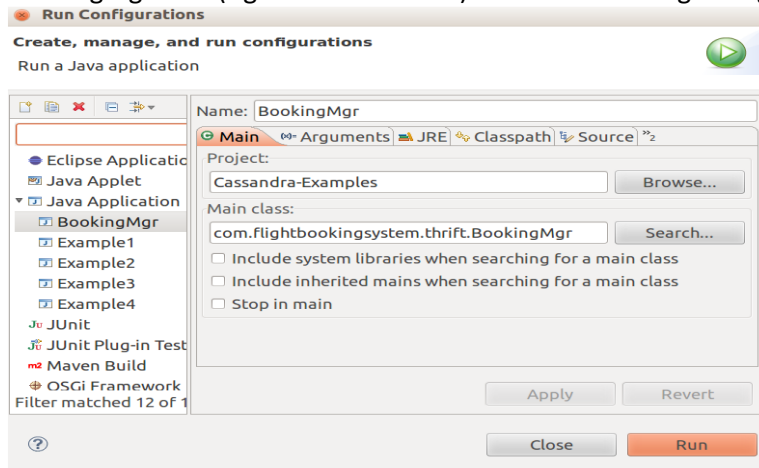 Run Configurations
Create, manage, and run configurations
Run a Java application
Name: BookingMgr
Main
Arguments
JRE
Classpath
Source
»2
Eclipse Applicatio
Java Applet
Java Application
BookingMgr
Example1
Example2
Example3
Example4
Ju JUnit
JUnit Plug-in Test
m2 Maven Build
OSGi Framework
Filter matched 12 of 1
Project:
Cassandra-Examples
Browse...
Main class:
com.flightbookingsystem.thrift.BookingMgr
Search...
Include system libraries when searching for a main class
Include inherited mains when searching for a main class
Stop in main
Apply
Revert
?
Close
Run